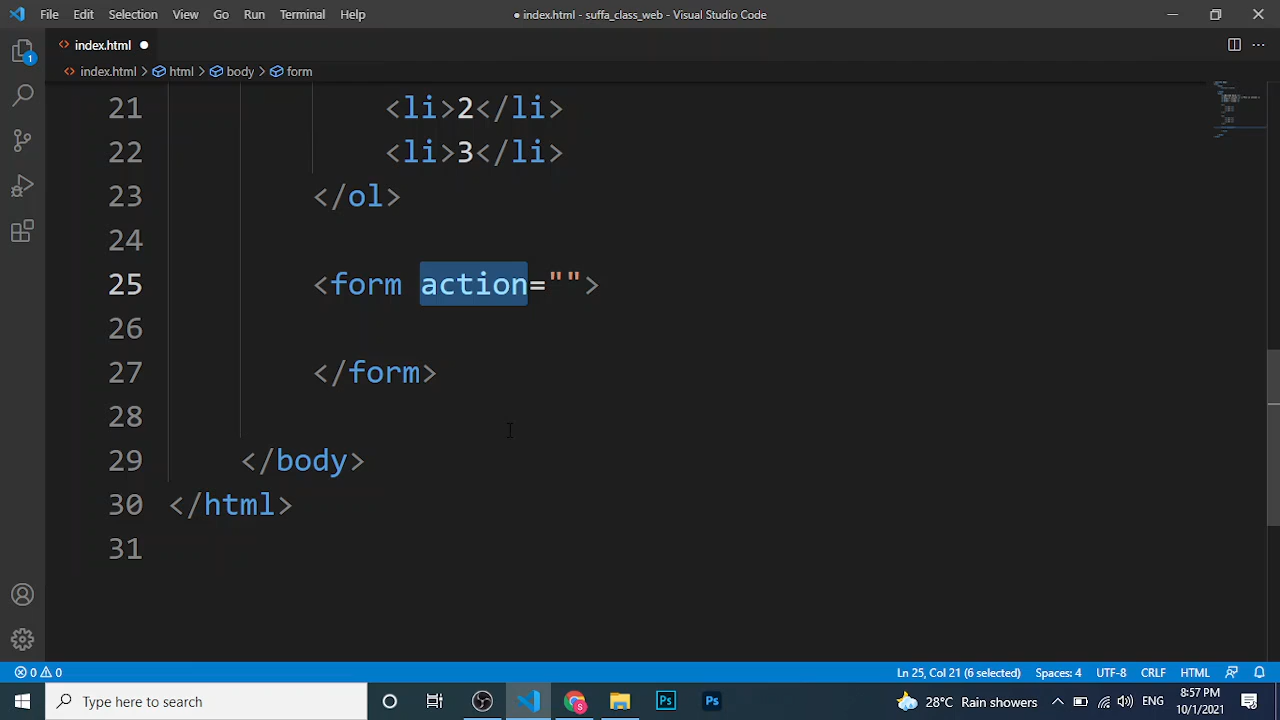 File Edit Selection View Go Run Terminal Help
● index.html - suffa_class_web - Visual Studio Code
index.html ●
index.html > html > body > form
21 <li>2</li>
22 <li>3</li>
23 </ol>
24
25 <form action="">
26
27 </form>
28
29 </body>
30 </html>
31
0 0
Ln 25, Col 21 (6 selected) Spaces: 4 UTF-8 CRLF HTML
Type here to search
28°C Rain showers
ENG
8:57 PM
10/1/2021
1
Ps
Ps
S